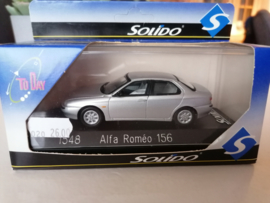 SOLIDO
S
TO DAY
1548 Alfa Roméo 156
SOLIDO